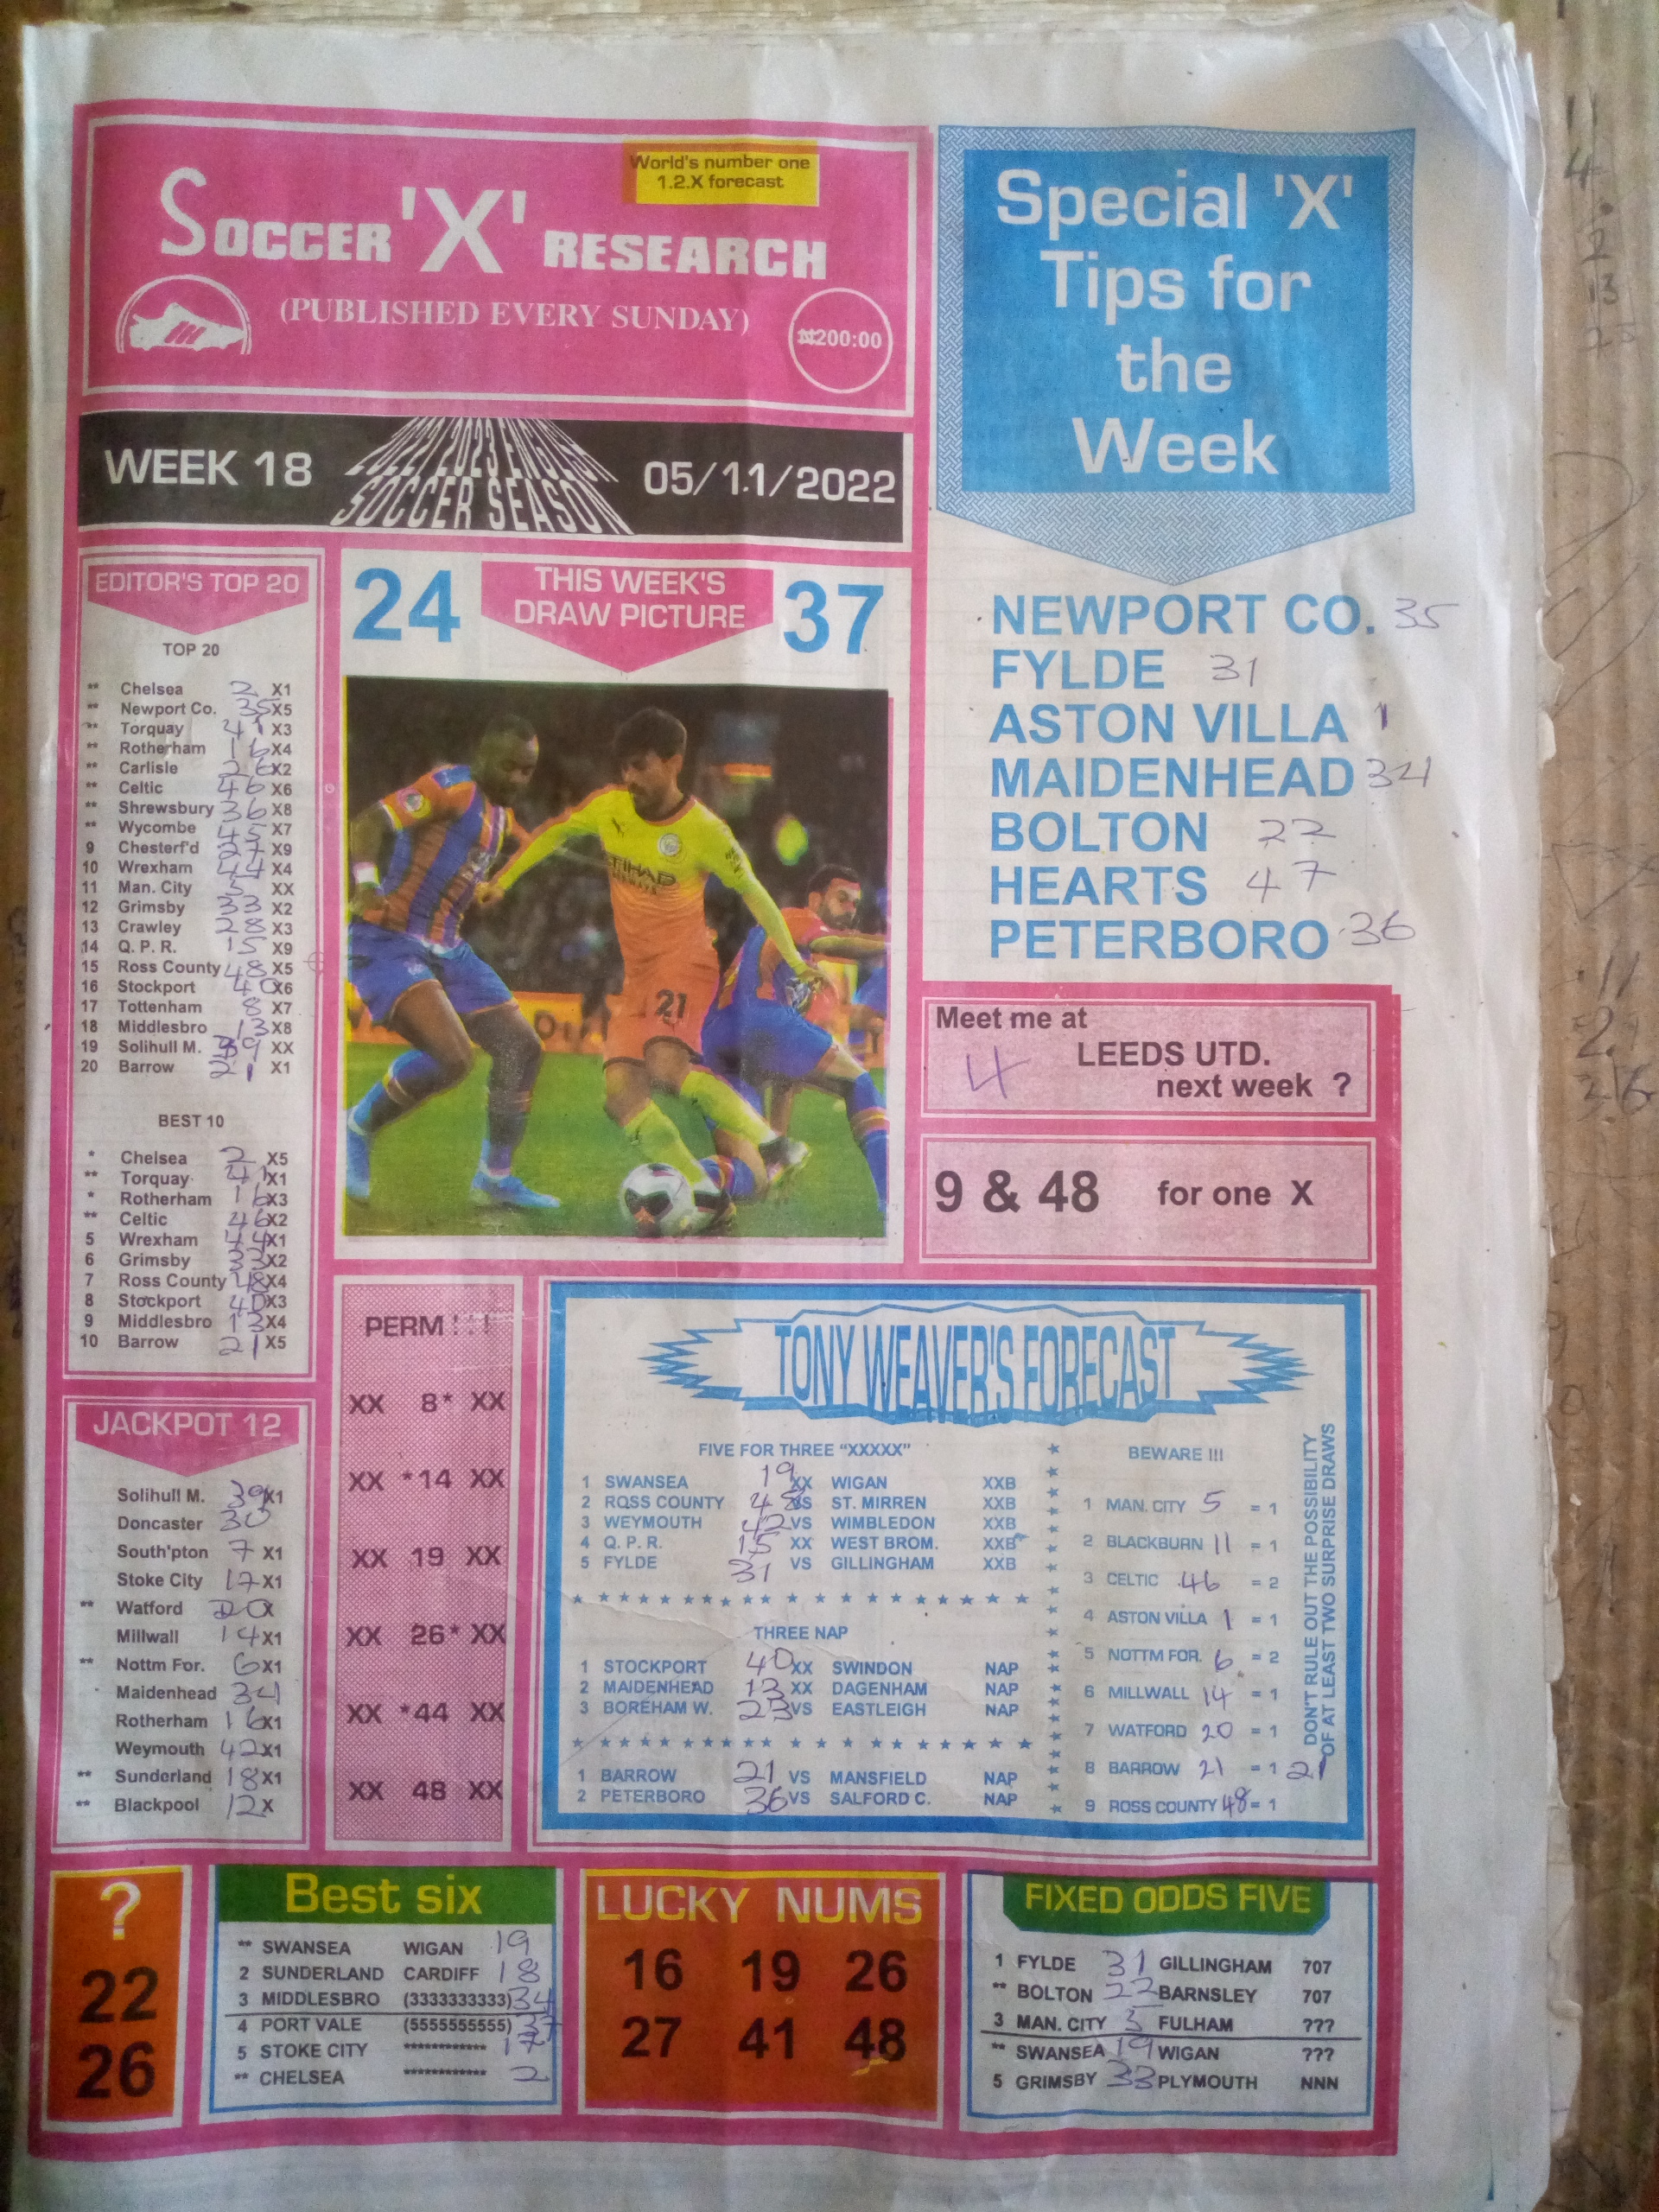 World's number one
1.2.X forecast
SOCCER 'X' RESEARCH
(PUBLISHED EVERY SUNDAY)
₦200:00
WEEK 18
2022/2023 ENGLISH
SOCCER SEASON
05/11/2022
Special 'X'
Tips for
the
Week
NEWPORT CO. 35
FYLDE 31
ASTON VILLA 1
MAIDENHEAD 34
BOLTON 22
HEARTS 47
PETERBORO 36
Meet me at
LEEDS UTD.
4 next week ?
9 & 48 for one X
EDITOR'S TOP 20
TOP 20
** Chelsea 2 X1
** Newport Co. 35 X5
** Torquay 41 X3
** Rotherham 16 X4
** Carlisle 26 X2
** Celtic 46 X6
** Shrewsbury 36 X8
** Wycombe 45 X7
9 Chesterf'd 27 X9
10 Wrexham 44 X4
11 Man. City 5 XX
12 Grimsby 33 X2
13 Crawley 28 X3
14 Q. P. R. 15 X9
15 Ross County 48 X5
16 Stockport 40 X6
17 Tottenham 8 X7
18 Middlesbro 13 X8
19 Solihull M. 39 XX
20 Barrow 21 X1
BEST 10
* Chelsea 2 X5
** Torquay 41 X1
* Rotherham 16 X3
** Celtic 46 X2
5 Wrexham 44 X1
6 Grimsby 33 X2
7 Ross County 48 X4
8 Stockport 40 X3
9 Middlesbro 13 X4
10 Barrow 21 X5
24 THIS WEEK'S
DRAW PICTURE 37
ETIHAD
AIRWAYS
21
JACKPOT 12
Solihull M. 39 X1
Doncaster 30
South'pton 7 X1
Stoke City 17 X1
** Watford 20 X
Millwall 14 X1
** Nottm For. 6 X1
Maidenhead 34
Rotherham 16 X1
Weymouth 42 X1
** Sunderland 18 X1
** Blackpool 12 X
PERM ! ! !
XX 8* XX
XX *14 XX
XX 19 XX
XX 26* XX
XX *44 XX
XX 48 XX
TONY WEAVER'S FORECAST
FIVE FOR THREE "XXXXX"
1 SWANSEA 19 XX WIGAN XXB
2 ROSS COUNTY 48 VS ST. MIRREN XXB
3 WEYMOUTH 42 VS WIMBLEDON XXB
4 Q. P. R. 15 XX WEST BROM. XXB
5 FYLDE 31 VS GILLINGHAM XXB
THREE NAP
1 STOCKPORT 40 XX SWINDON NAP
2 MAIDENHEAD 13 XX DAGENHAM NAP
3 BOREHAM W. 23 VS EASTLEIGH NAP
1 BARROW 21 VS MANSFIELD NAP
2 PETERBORO 36 VS SALFORD C. NAP
BEWARE !!!
1 MAN. CITY 5 = 1
2 BLACKBURN 11 = 1
3 CELTIC 46 = 2
4 ASTON VILLA 1 = 1
5 NOTTM FOR. 6 = 2
6 MILLWALL 14 = 1
7 WATFORD 20 = 1
8 BARROW 21 = 1 21
9 ROSS COUNTY 48 = 1
DON'T RULE OUT THE POSSIBILITY
OF AT LEAST TWO SURPRISE DRAWS
?
22
26
Best six
** SWANSEA WIGAN 19
2 SUNDERLAND CARDIFF 18
3 MIDDLESBRO (3333333333) 34
4 PORT VALE (5555555555) 37
5 STOKE CITY ************ 17
** CHELSEA ************ 2
LUCKY NUMS
16 19 26
27 41 48
FIXED ODDS FIVE
1 FYLDE 31 GILLINGHAM 707
** BOLTON 22 BARNSLEY 707
3 MAN. CITY 5 FULHAM ???
** SWANSEA 19 WIGAN ???
5 GRIMSBY 33 PLYMOUTH NNN